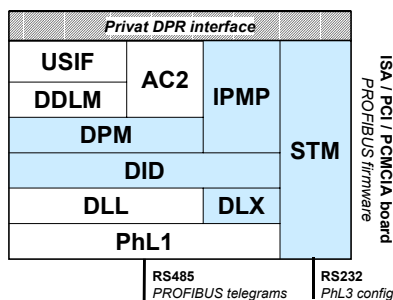 Privat DPR interface
USIF
AC2
IPMP
STM
DDLM
DPM
DID
DLL
DLX
PhL1
ISA / PCI / PCMCIA board
PROFIBUS firmware
RS485
PROFIBUS telegrams
RS232
PhL3 config